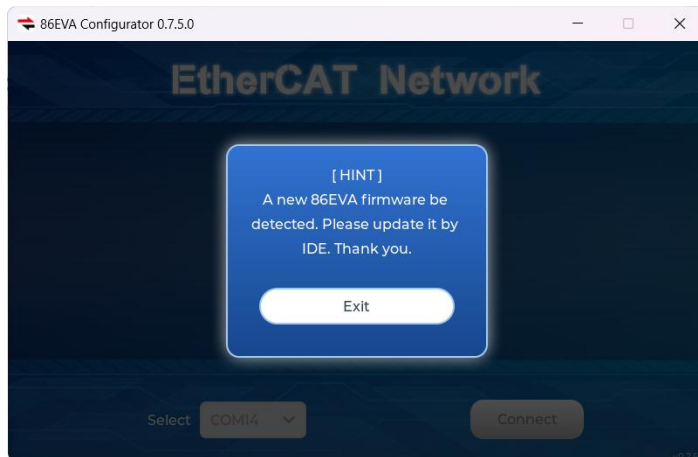 86EVA Configurator 0.7.5.0
EtherCAT Network
[ HINT ]
A new 86EVA firmware be
detected. Please update it by
IDE. Thank you.
Exit
Select COM14 Connect